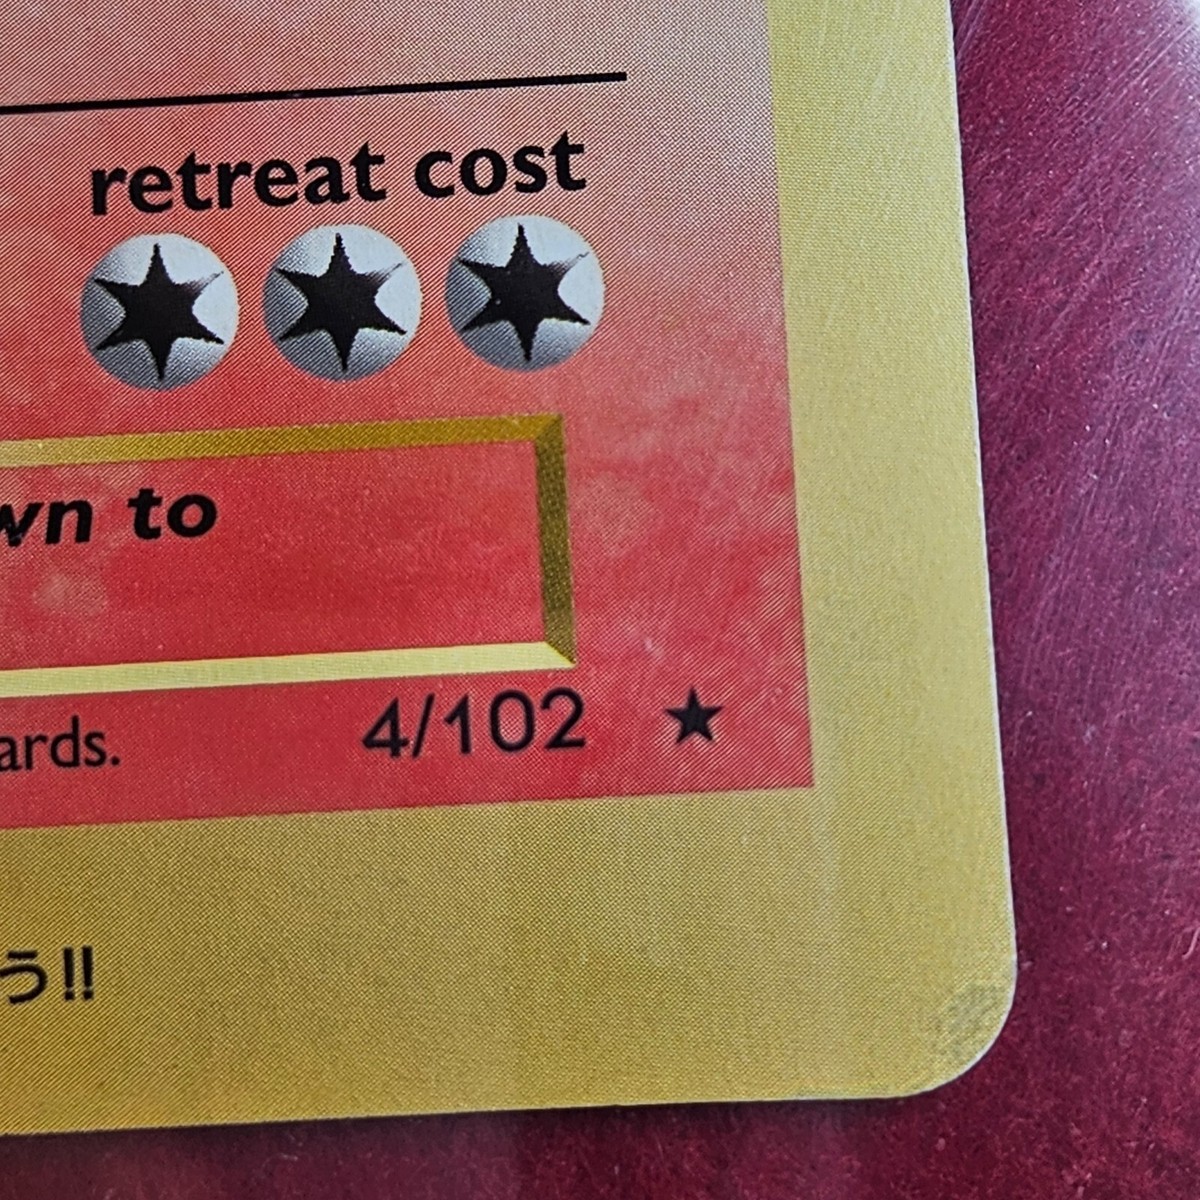 retreat cost
wn to
ards. 4/102 ★
う!!